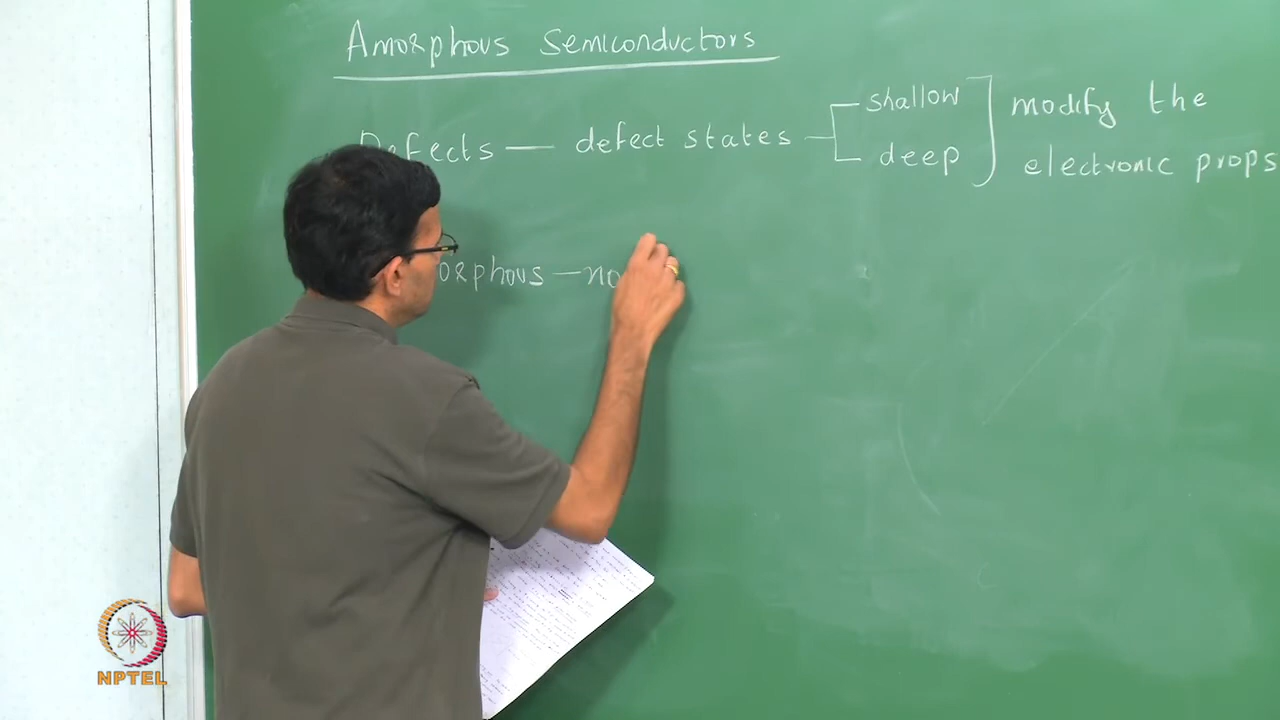 Amorphous Semiconductors
Defects — defect states — shallow
deep
modify the
electronic props
orphous — no
NPTEL